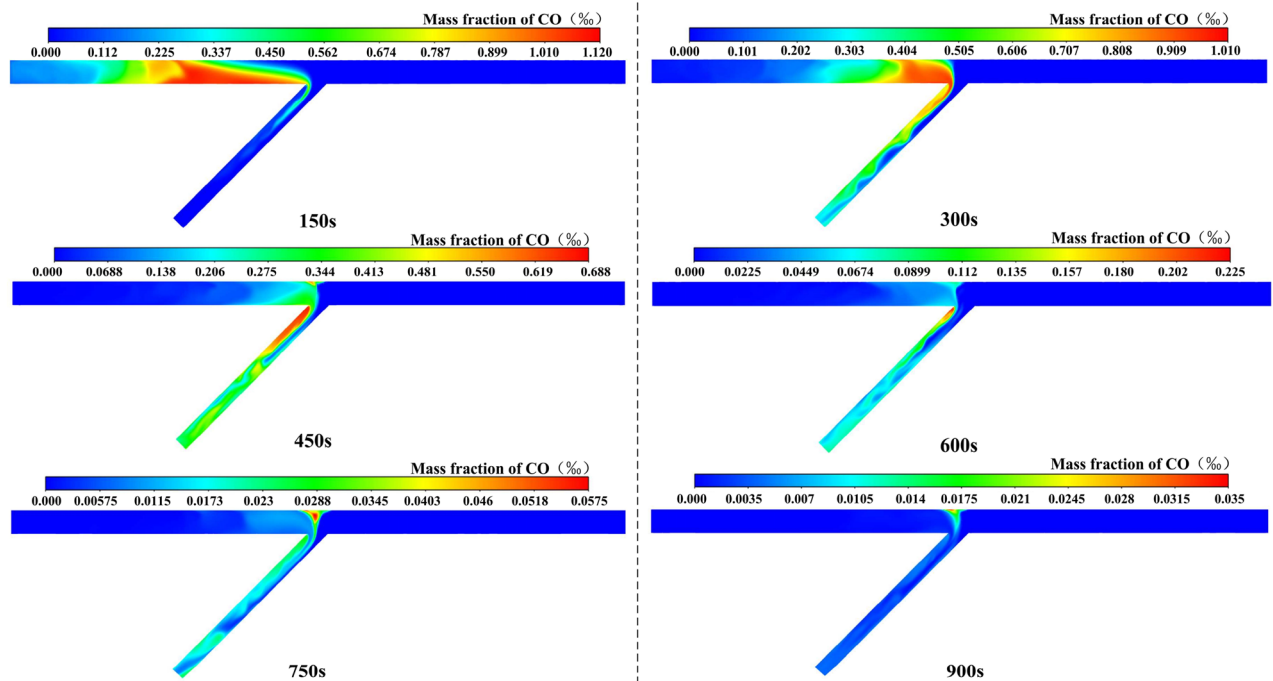 Mass fraction of CO（‰）
0.000 0.112 0.225 0.337 0.450 0.562 0.674 0.787 0.899 1.010 1.120
150s
Mass fraction of CO（‰）
0.000 0.101 0.202 0.303 0.404 0.505 0.606 0.707 0.808 0.909 1.010
300s
Mass fraction of CO（‰）
0.000 0.0688 0.138 0.206 0.275 0.344 0.413 0.481 0.550 0.619 0.688
450s
Mass fraction of CO（‰）
0.000 0.0225 0.0449 0.0674 0.0899 0.112 0.135 0.157 0.180 0.202 0.225
600s
Mass fraction of CO（‰）
0.000 0.00575 0.0115 0.0173 0.023 0.0288 0.0345 0.0403 0.046 0.0518 0.0575
750s
Mass fraction of CO（‰）
0.000 0.0035 0.007 0.0105 0.014 0.0175 0.021 0.0245 0.028 0.0315 0.035
900s